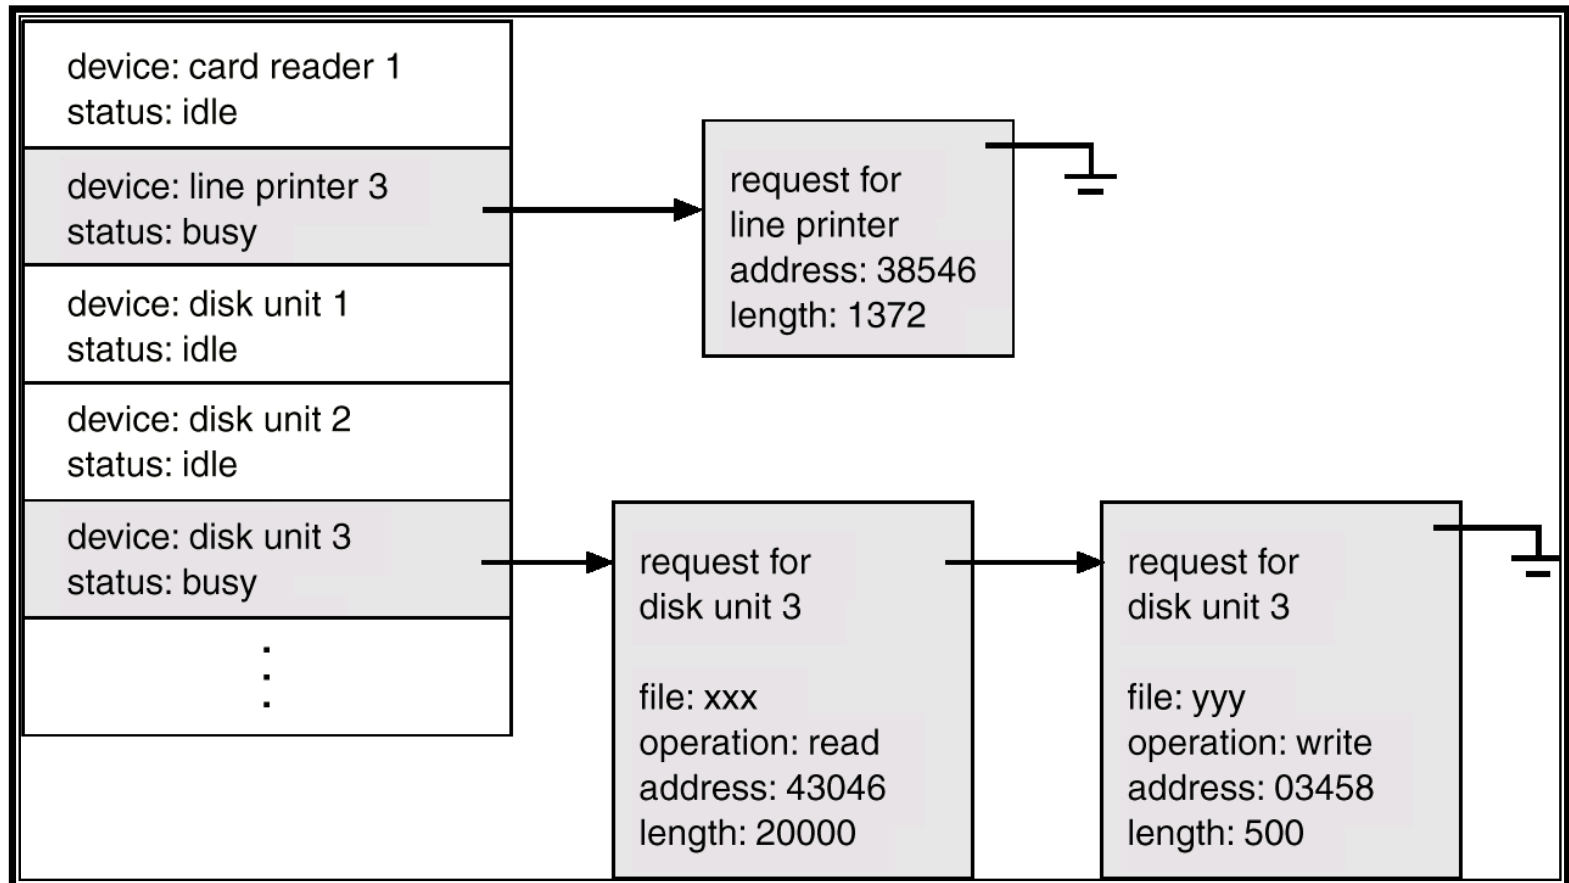 device: card reader 1
status: idle
device: line printer 3
status: busy
device: disk unit 1
status: idle
device: disk unit 2
status: idle
device: disk unit 3
status: busy
request for
line printer
address: 38546
length: 1372
request for
disk unit 3
file: xxx
operation: read
address: 43046
length: 20000
request for
disk unit 3
file: yyy
operation: write
address: 03458
length: 500